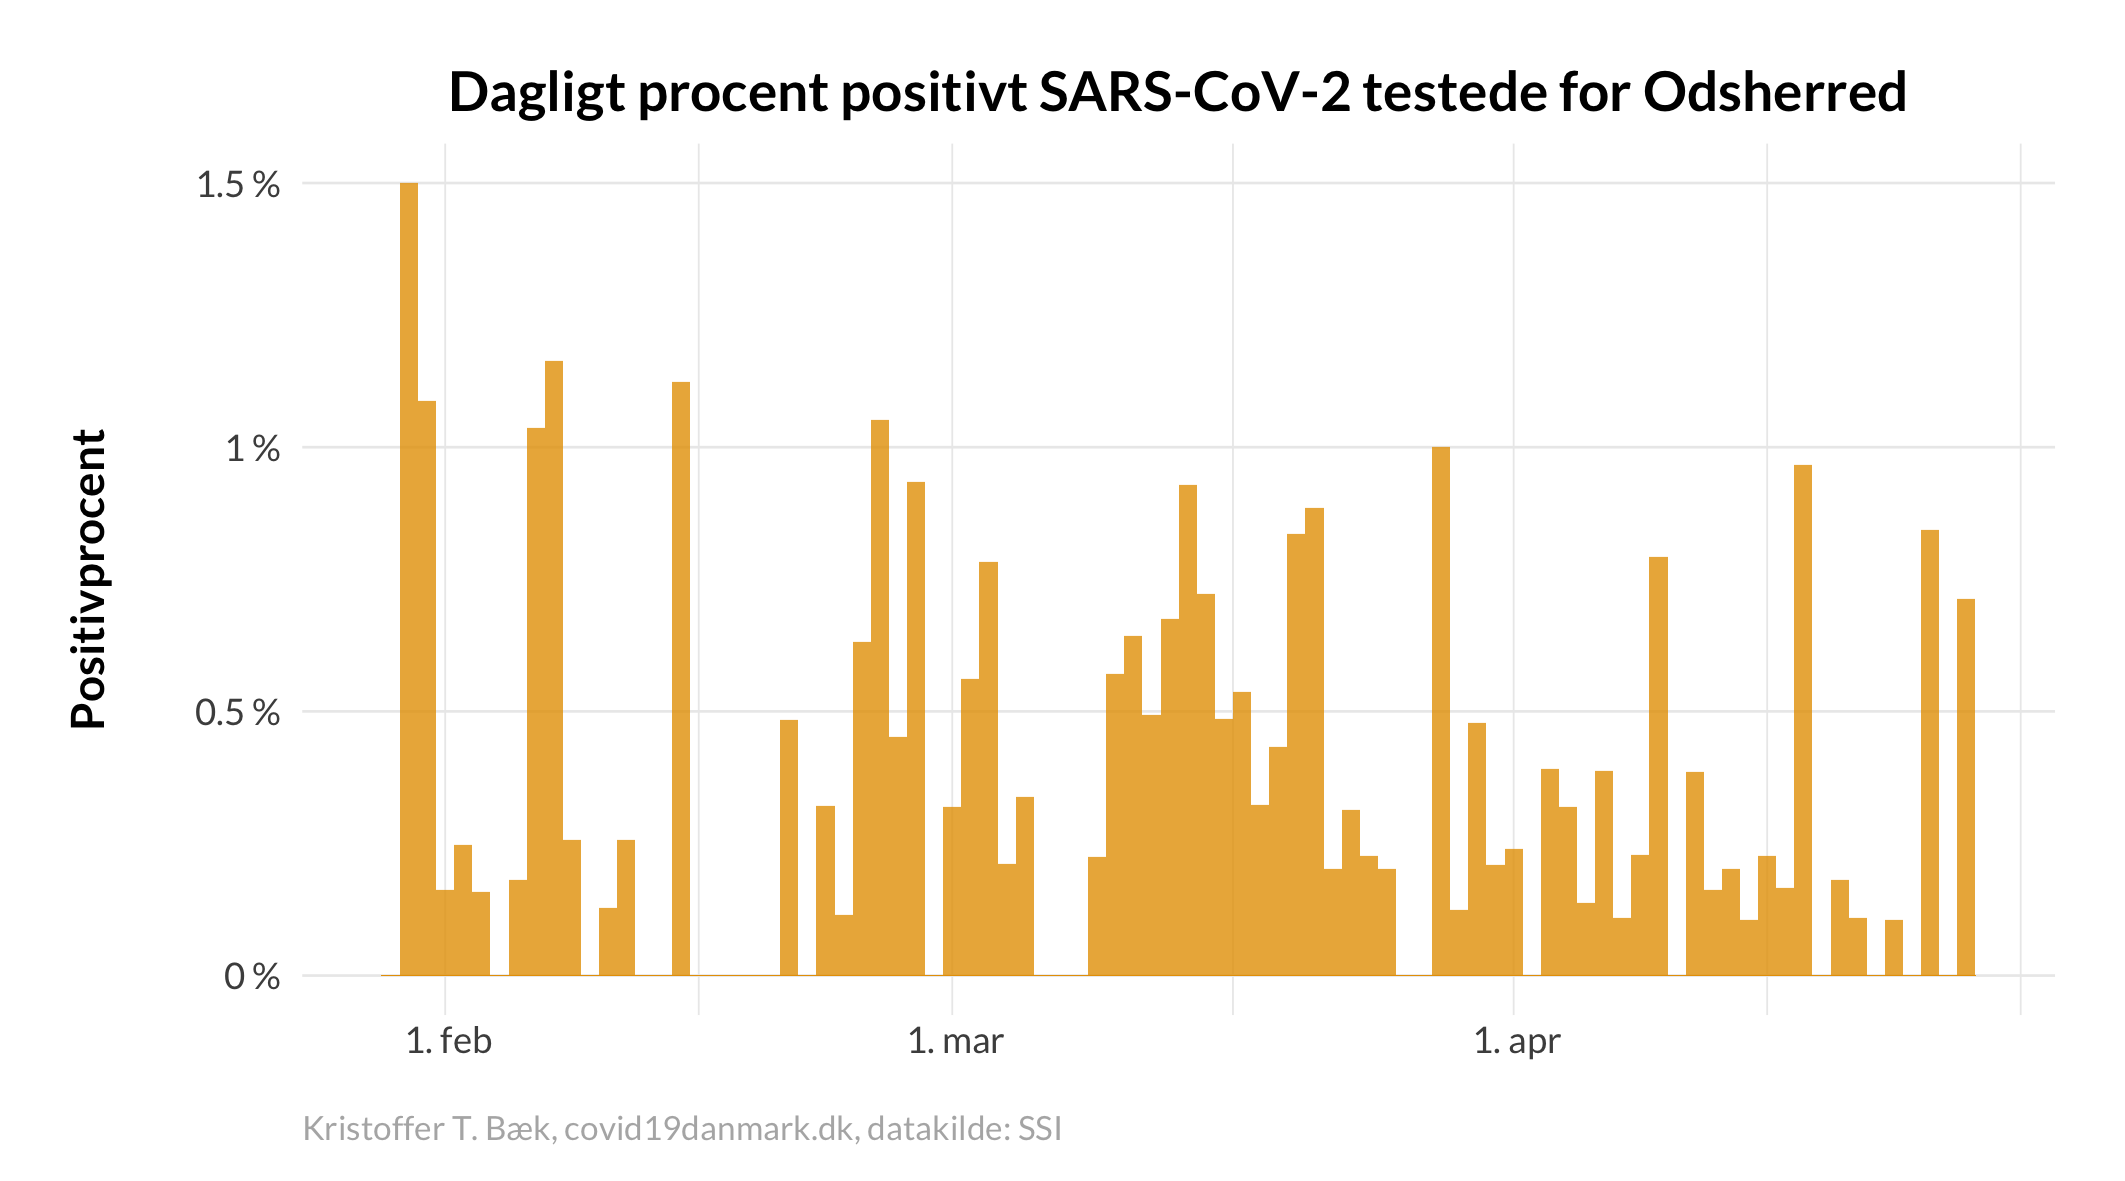 Dagligt procent positivt SARS-CoV-2 testede for Odsherred
Positivprocent
1.5 %
1 %
0.5 %
0 %
1. feb
1. mar
1. apr
Kristoffer T. Bæk, covid19danmark.dk, datakilde: SSI